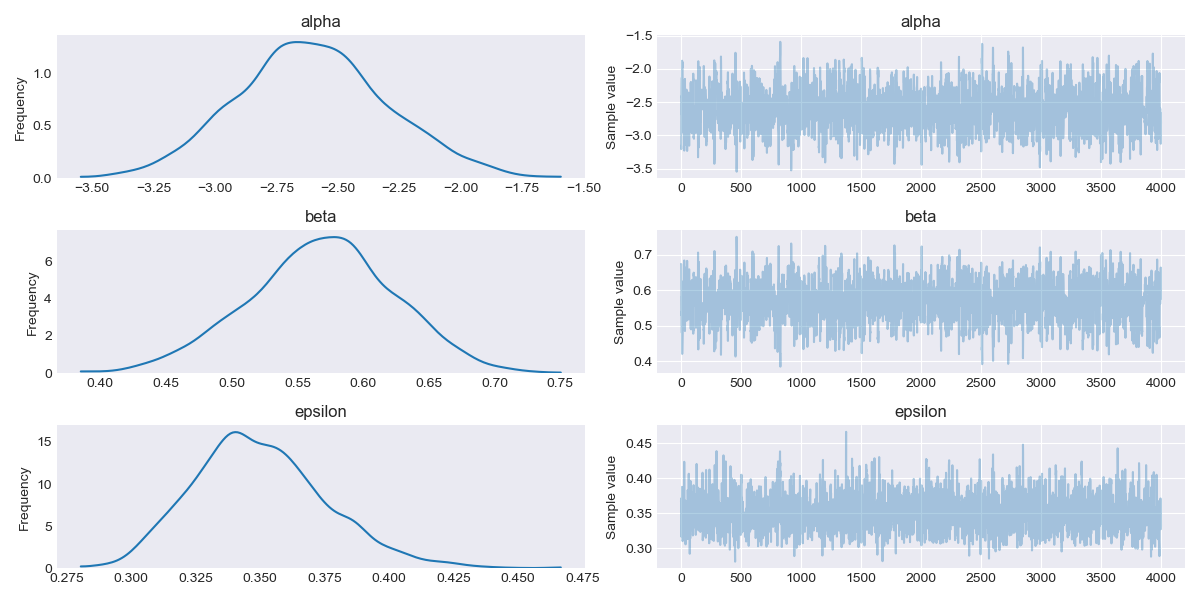 alpha
Frequency
1.0
0.5
0.0
−3.50 −3.25 −3.00 −2.75 −2.50 −2.25 −2.00 −1.75 −1.50
alpha
Sample value
−1.5
−2.0
−2.5
−3.0
−3.5
0 500 1000 1500 2000 2500 3000 3500 4000
beta
Frequency
6
4
2
0
0.40 0.45 0.50 0.55 0.60 0.65 0.70 0.75
beta
Sample value
0.7
0.6
0.5
0.4
0 500 1000 1500 2000 2500 3000 3500 4000
epsilon
Frequency
15
10
5
0
0.275 0.300 0.325 0.350 0.375 0.400 0.425 0.450 0.475
epsilon
Sample value
0.45
0.40
0.35
0.30
0 500 1000 1500 2000 2500 3000 3500 4000